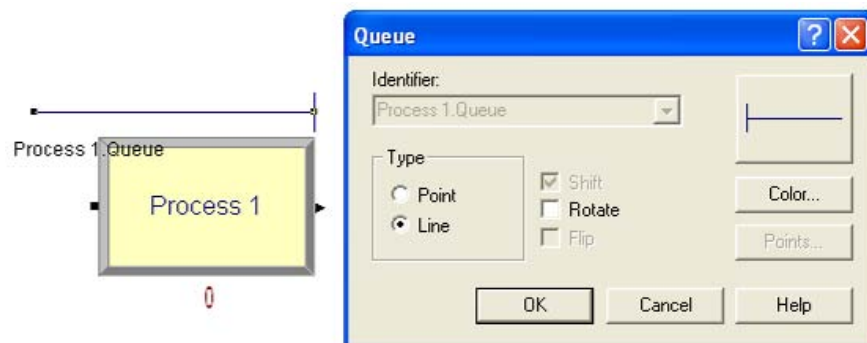 Process 1.Queue
Process 1
0
Queue
Identifier:
Process 1.Queue
Type
Point
Line
Shift
Rotate
Flip
Color...
Points...
OK
Cancel
Help